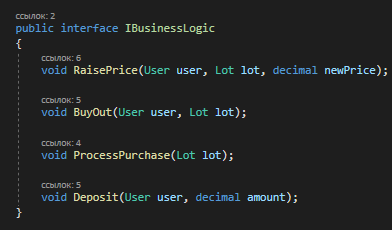 ссылок: 2
public interface IBusinessLogic
{
ссылок: 6
void RaisePrice(User user, Lot lot, decimal newPrice);
ссылок: 5
void BuyOut(User user, Lot lot);
ссылок: 4
void ProcessPurchase(Lot lot);
ссылок: 5
void Deposit(User user, decimal amount);
}